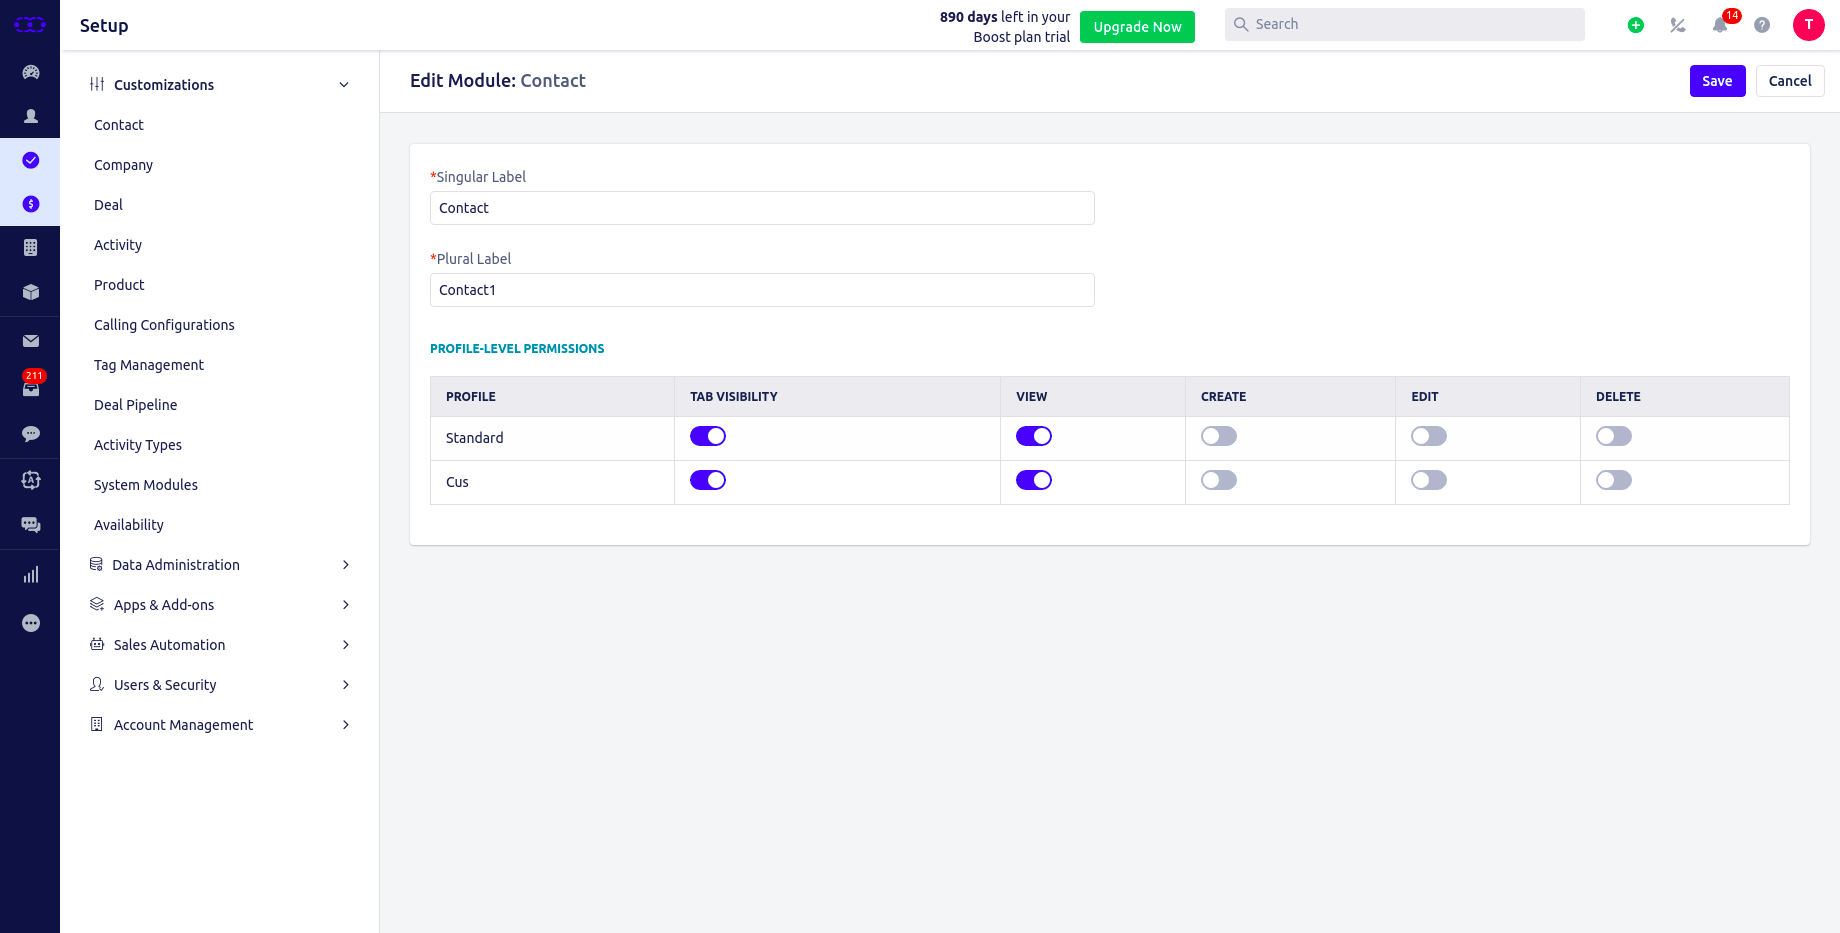 Setup
890 days left in your
Boost plan trial
Upgrade Now
Search
14
T
211
Customizations
Contact
Company
Deal
Activity
Product
Calling Configurations
Tag Management
Deal Pipeline
Activity Types
System Modules
Availability
Data Administration
Apps & Add-ons
Sales Automation
Users & Security
Account Management
Edit Module: Contact
Save
Cancel
*Singular Label
Contact
*Plural Label
Contact1
PROFILE-LEVEL PERMISSIONS
PROFILE TAB VISIBILITY VIEW CREATE EDIT DELETE
Standard
Cus